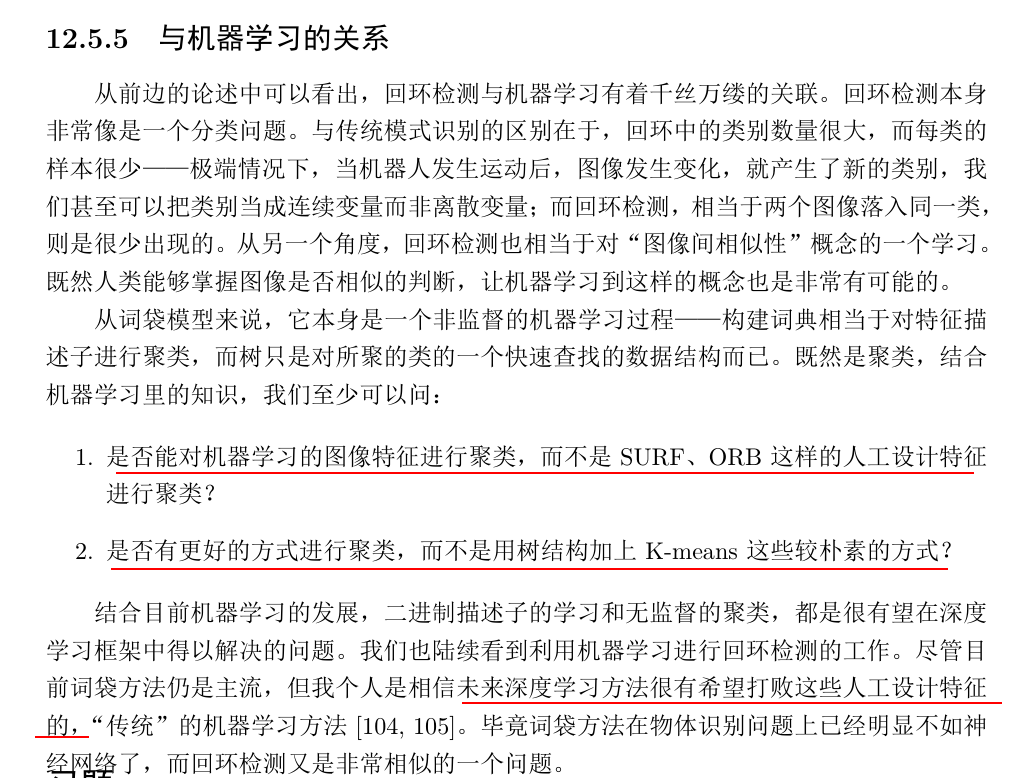 12.5.5 与机器学习的关系
从前边的论述中可以看出，回环检测与机器学习有着千丝万缕的关联。回环检测本身
非常像是一个分类问题。与传统模式识别的区别在于，回环中的类别数量很大，而每类的
样本很少——极端情况下，当机器人发生运动后，图像发生变化，就产生了新的类别，我
们甚至可以把类别当成连续变量而非离散变量；而回环检测，相当于两个图像落入同一类，
则是很少出现的。从另一个角度，回环检测也相当于对“图像间相似性”概念的一个学习。
既然人类能够掌握图像是否相似的判断，让机器学习到这样的概念也是非常有可能的。
从词袋模型来说，它本身是一个非监督的机器学习过程——构建词典相当于对特征描
述子进行聚类，而树只是对所聚的类的一个快速查找的数据结构而已。既然是聚类，结合
机器学习里的知识，我们至少可以问：
1. 是否能对机器学习的图像特征进行聚类，而不是 SURF、ORB 这样的人工设计特征
进行聚类？
2. 是否有更好的方式进行聚类，而不是用树结构加上 K-means 这些较朴素的方式？
结合目前机器学习的发展，二进制描述子的学习和无监督的聚类，都是很有望在深度
学习框架中得以解决的问题。我们也陆续看到利用机器学习进行回环检测的工作。尽管目
前词袋方法仍是主流，但我个人是相信未来深度学习方法很有希望打败这些人工设计特征
的，“传统”的机器学习方法 [104, 105]。毕竟词袋方法在物体识别问题上已经明显不如神
经网络了，而回环检测又是非常相似的一个问题。